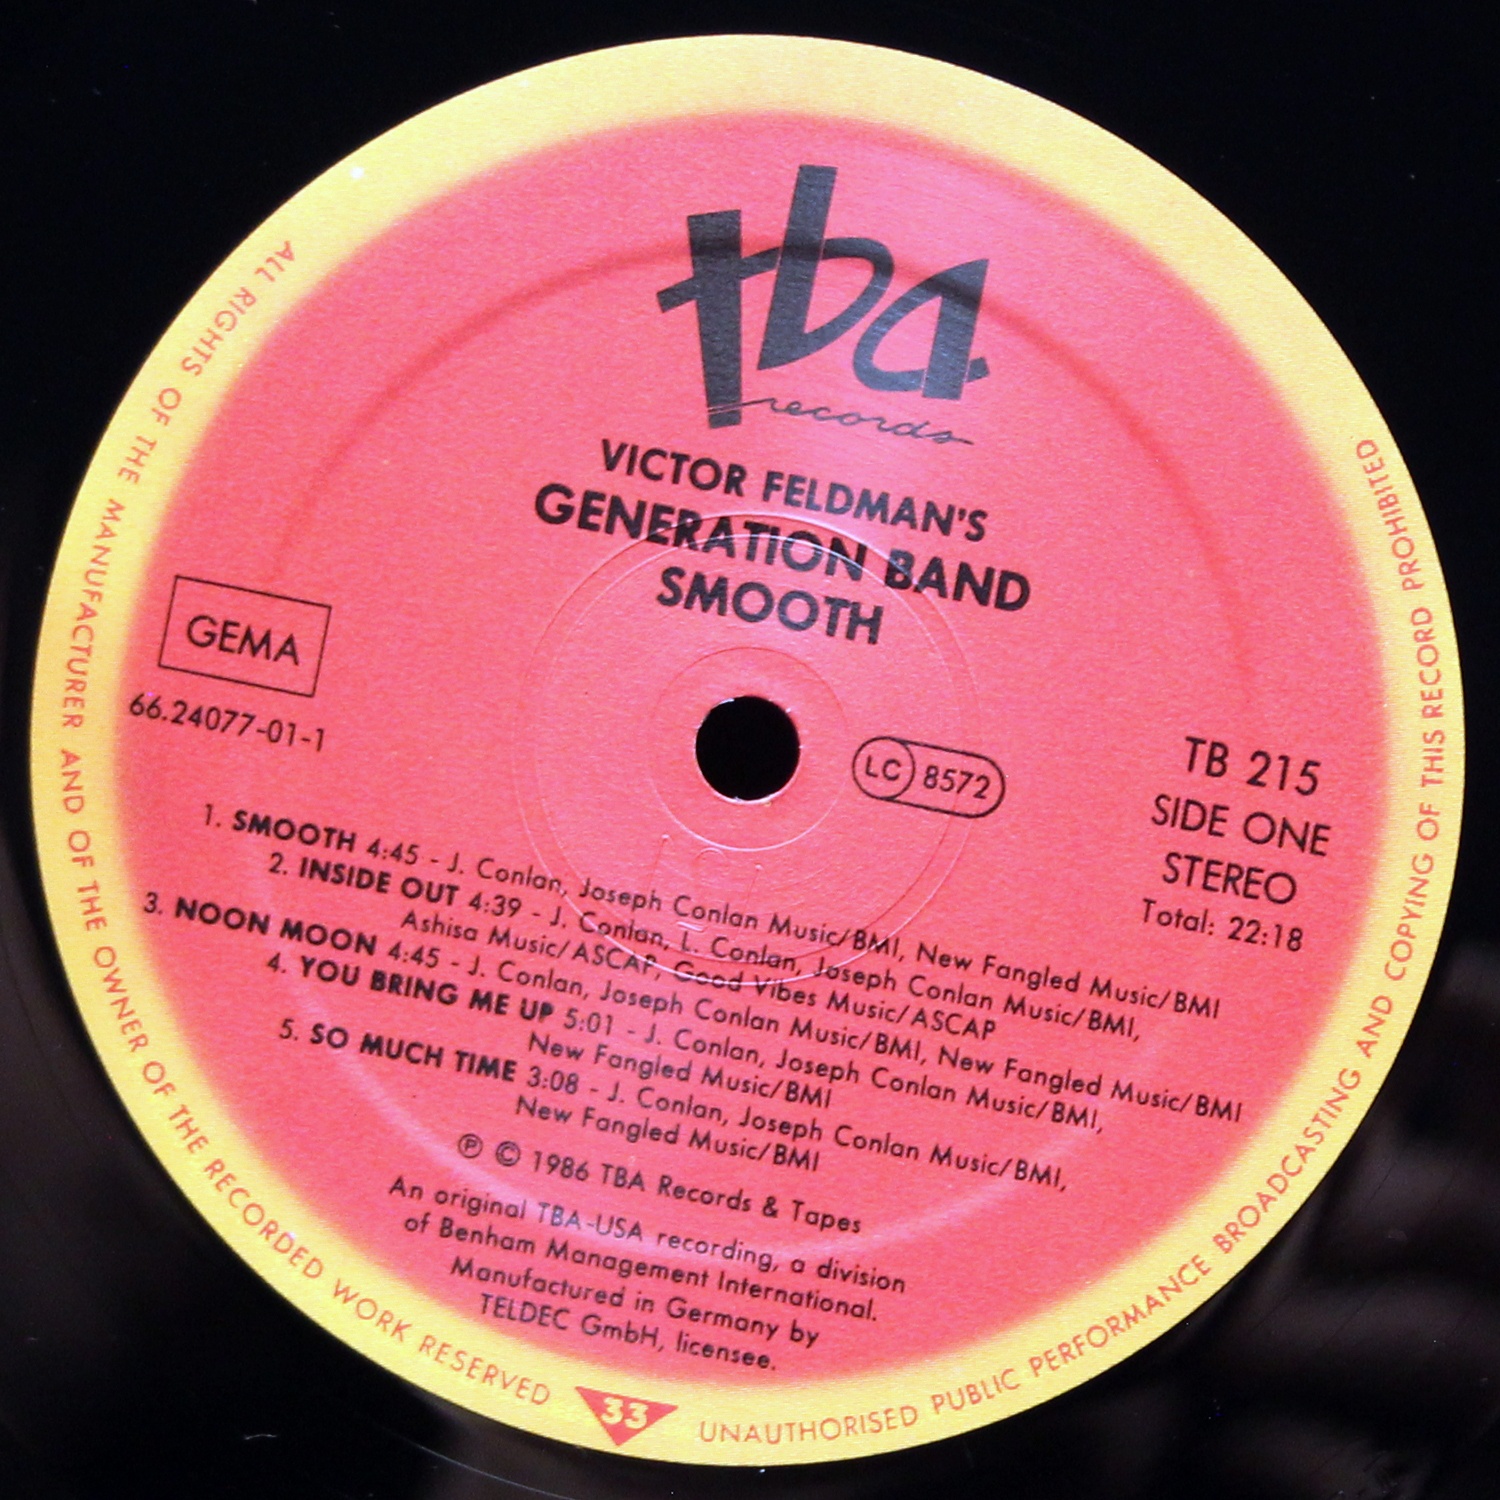 tba
records
VICTOR FELDMAN'S
GENERATION BAND
SMOOTH
GEMA
66.24077-01-1
LC 8572
TB 215
SIDE ONE
STEREO
Total: 22:18
1. SMOOTH 4:45 - J. Conlan, Joseph Conlan Music/BMI, New Fangled Music/BMI
2. INSIDE OUT 4:39 - J. Conlan, L. Conlan, Joseph Conlan Music/BMI,
Ashisa Music/ASCAP, Good Vibes Music/ASCAP
3. NOON MOON 4:45 - J. Conlan, Joseph Conlan Music/BMI, New Fangled Music/BMI
4. YOU BRING ME UP 5:01 - J. Conlan, Joseph Conlan Music/BMI,
New Fangled Music/BMI
5. SO MUCH TIME 3:08 - J. Conlan, Joseph Conlan Music/BMI,
New Fangled Music/BMI
℗ © 1986 TBA Records & Tapes
An original TBA-USA recording, a division
of Benham Management International.
Manufactured in Germany by
TELDEC GmbH, licensee.
ALL RIGHTS OF THE MANUFACTURER AND OF THE OWNER OF THE RECORDED WORK RESERVED
33
UNAUTHORISED PUBLIC PERFORMANCE BROADCASTING AND COPYING OF THIS RECORD PROHIBITED